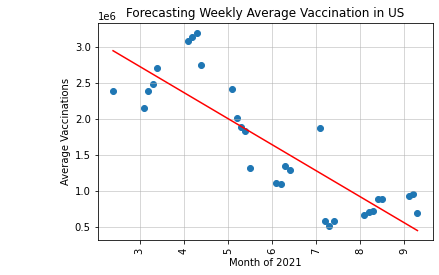 Forecasting Weekly Average Vaccination in US
1e6
3.0
2.5
2.0
1.5
1.0
0.5
Average Vaccinations
3 4 5 6 7 8 9
Month of 2021